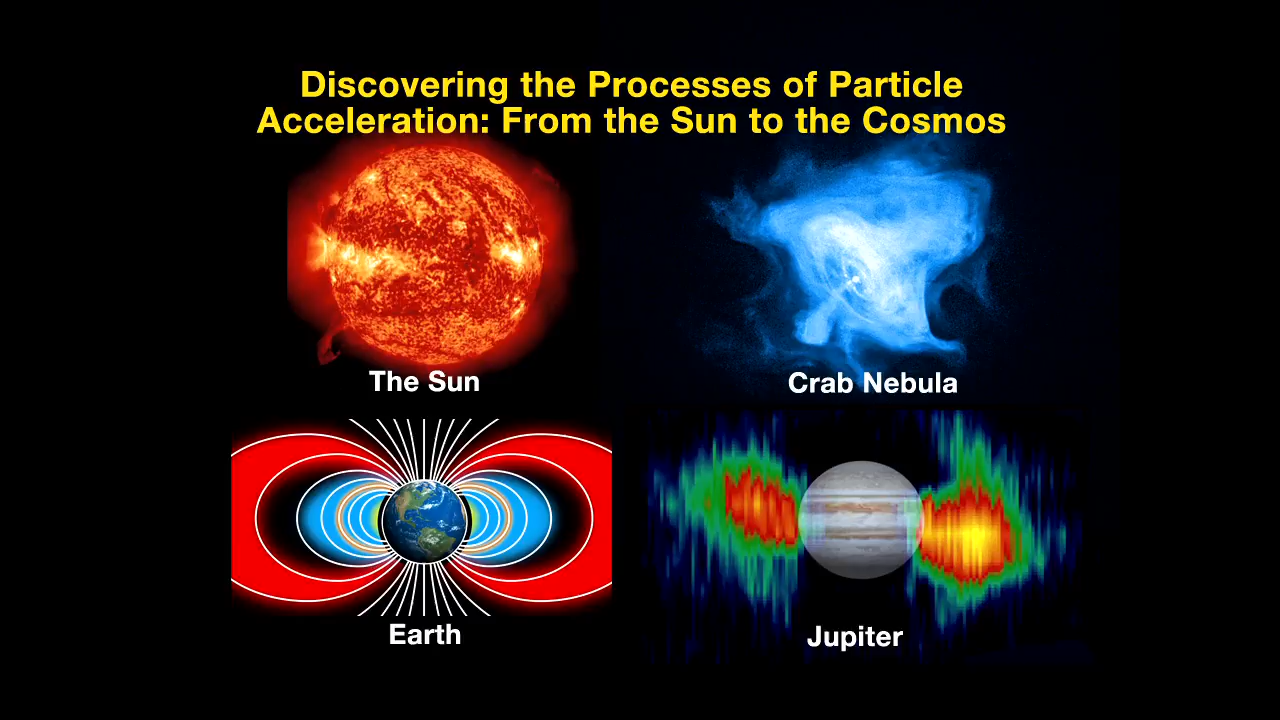 Discovering the Processes of Particle
Acceleration: From the Sun to the Cosmos
The Sun
Crab Nebula
Earth
Jupiter